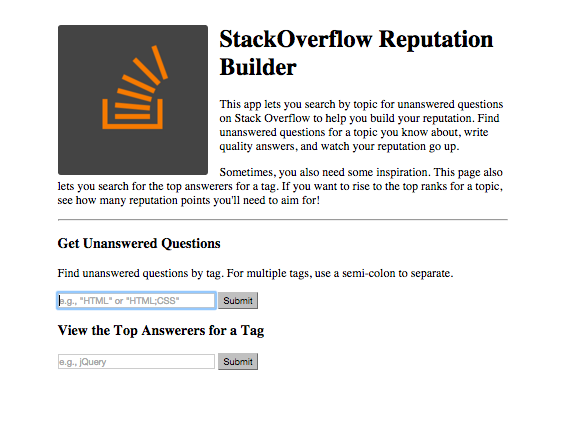 StackOverflow Reputation
Builder
This app lets you search by topic for unanswered questions
on Stack Overflow to help you build your reputation. Find
unanswered questions for a topic you know about, write
quality answers, and watch your reputation go up.
Sometimes, you also need some inspiration. This page also
lets you search for the top answerers for a tag. If you want to rise to the top ranks for a topic,
see how many reputation points you'll need to aim for!
Get Unanswered Questions
Find unanswered questions by tag. For multiple tags, use a semi-colon to separate.
e.g., "HTML" or "HTML;CSS" Submit
View the Top Answerers for a Tag
e.g., jQuery Submit